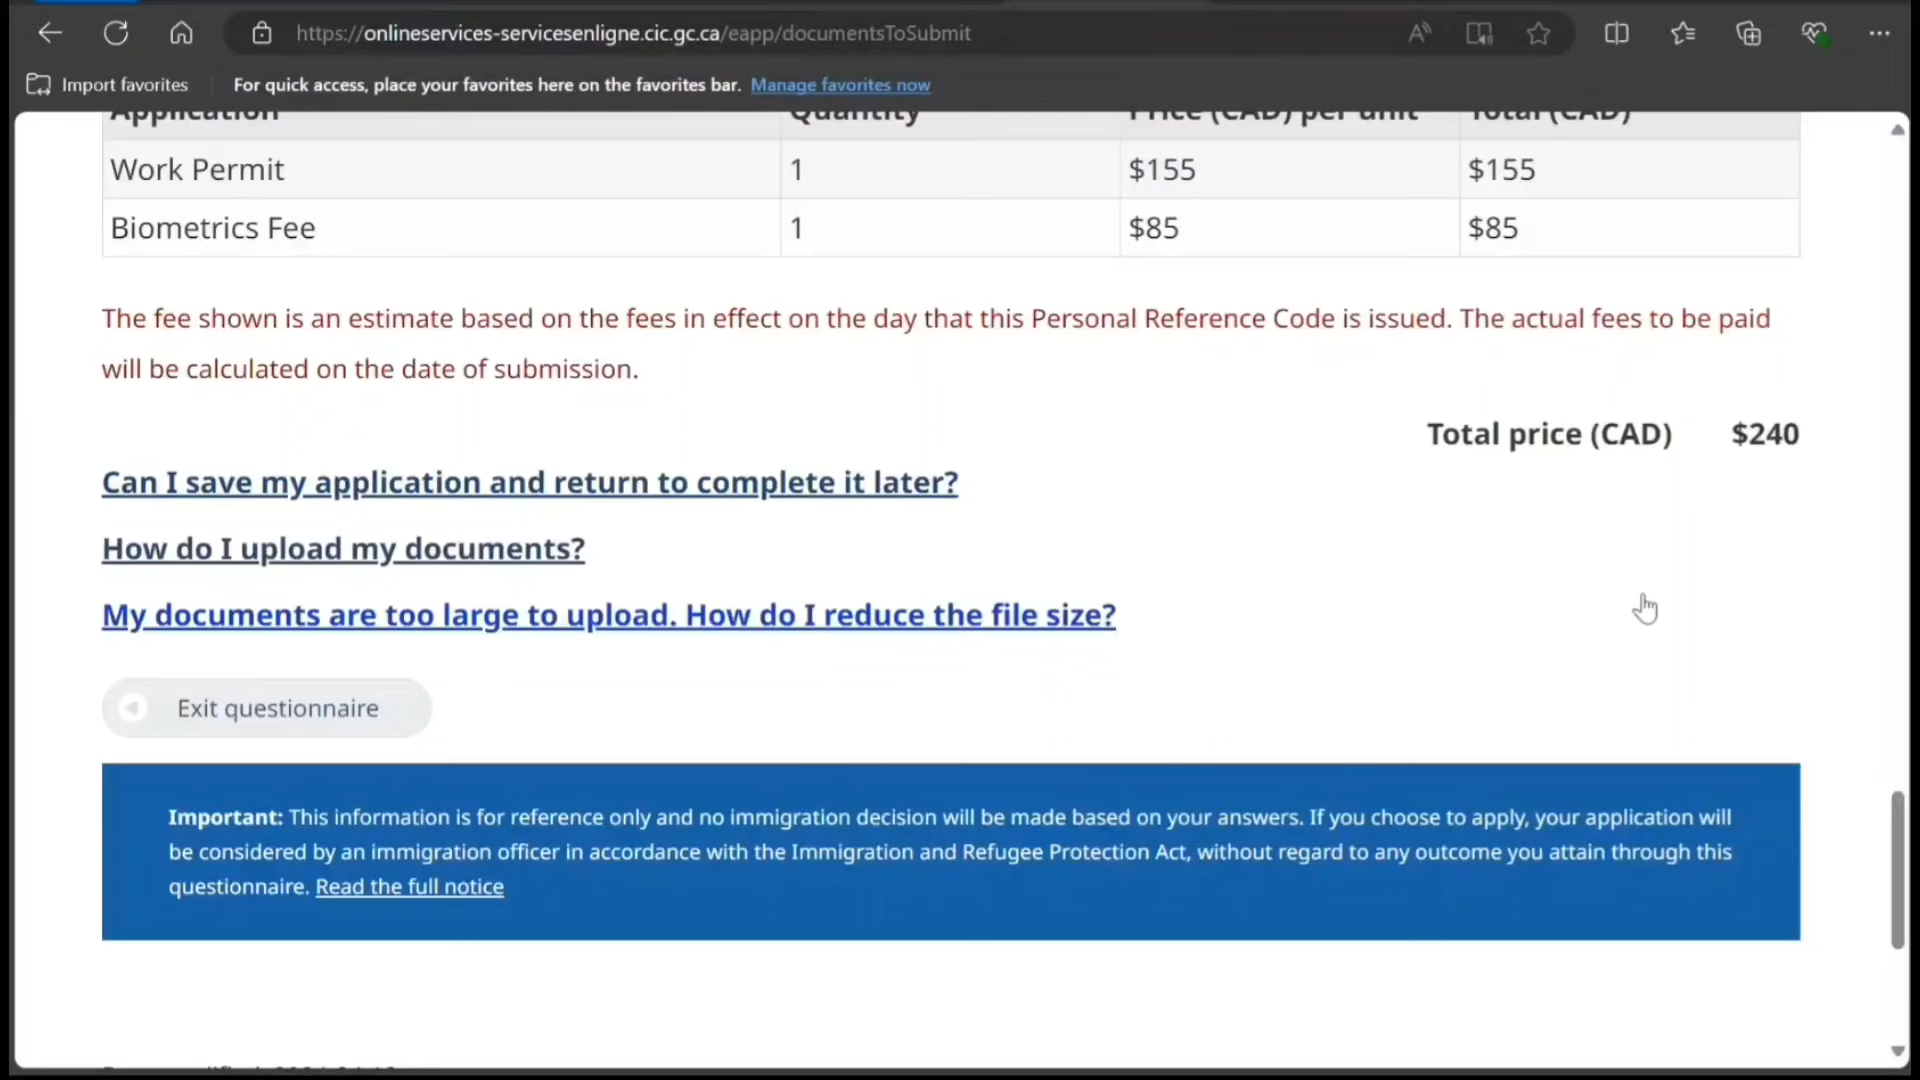 https://onlineservices-servicesenligne.cic.gc.ca/eapp/documentsToSubmit
Import favorites For quick access, place your favorites here on the favorites bar. Manage favorites now
Application Quantity Price (CAD) per unit Total (CAD)
Work Permit 1 $155 $155
Biometrics Fee 1 $85 $85
The fee shown is an estimate based on the fees in effect on the day that this Personal Reference Code is issued. The actual fees to be paid
will be calculated on the date of submission.
Total price (CAD) $240
Can I save my application and return to complete it later?
How do I upload my documents?
My documents are too large to upload. How do I reduce the file size?
Exit questionnaire
Important: This information is for reference only and no immigration decision will be made based on your answers. If you choose to apply, your application will
be considered by an immigration officer in accordance with the Immigration and Refugee Protection Act, without regard to any outcome you attain through this
questionnaire. Read the full notice